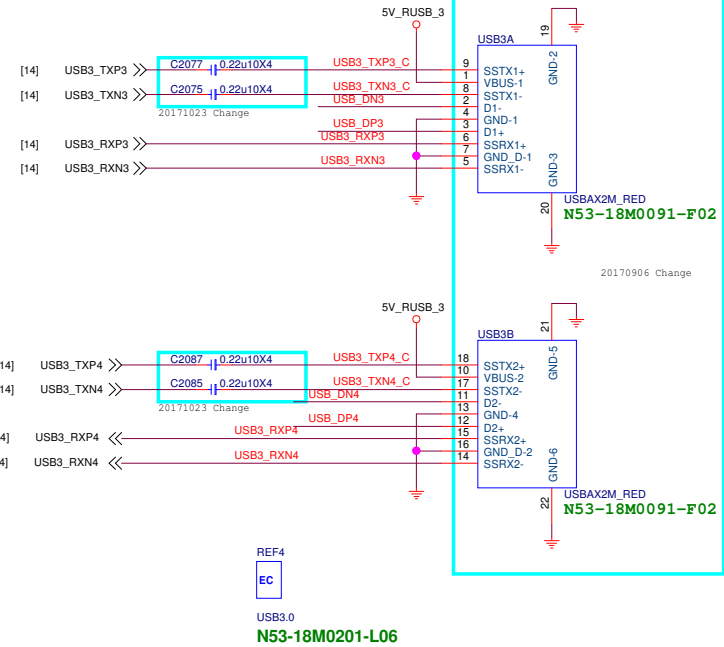 5V_RUSB_3
USB3A
19
[14] USB3_TXP3 C2077 0.22u10X4 USB3_TXP3_C 9 SSTX1+
1 VBUS-1
GND-2
[14] USB3_TXN3 C2075 0.22u10X4 USB3_TXN3_C 8 SSTX1-
USB_DN3 2 D1-
20171023 Change
4 GND-1
USB_DP3 3 D1+
[14] USB3_RXP3 USB3_RXP3 6 SSRX1+
7 GND_D-1
[14] USB3_RXN3 USB3_RXN3 5 SSRX1-
GND-3
20
USBAX2M_RED
N53-18M0091-F02
20170906 Change
5V_RUSB_3
USB3B
21
14] USB3_TXP4 C2087 0.22u10X4 USB3_TXP4_C 18 SSTX2+
10 VBUS-2
GND-5
14] USB3_TXN4 C2085 0.22u10X4 USB3_TXN4_C 17 SSTX2-
USB_DN4 11 D2-
20171023 Change
13 GND-4
USB_DP4 12 D2+
4] USB3_RXP4 USB3_RXP4 15 SSRX2+
16 GND_D-2
4] USB3_RXN4 USB3_RXN4 14 SSRX2-
GND-6
22
USBAX2M_RED
N53-18M0091-F02
REF4
EC
USB3.0
N53-18M0201-L06